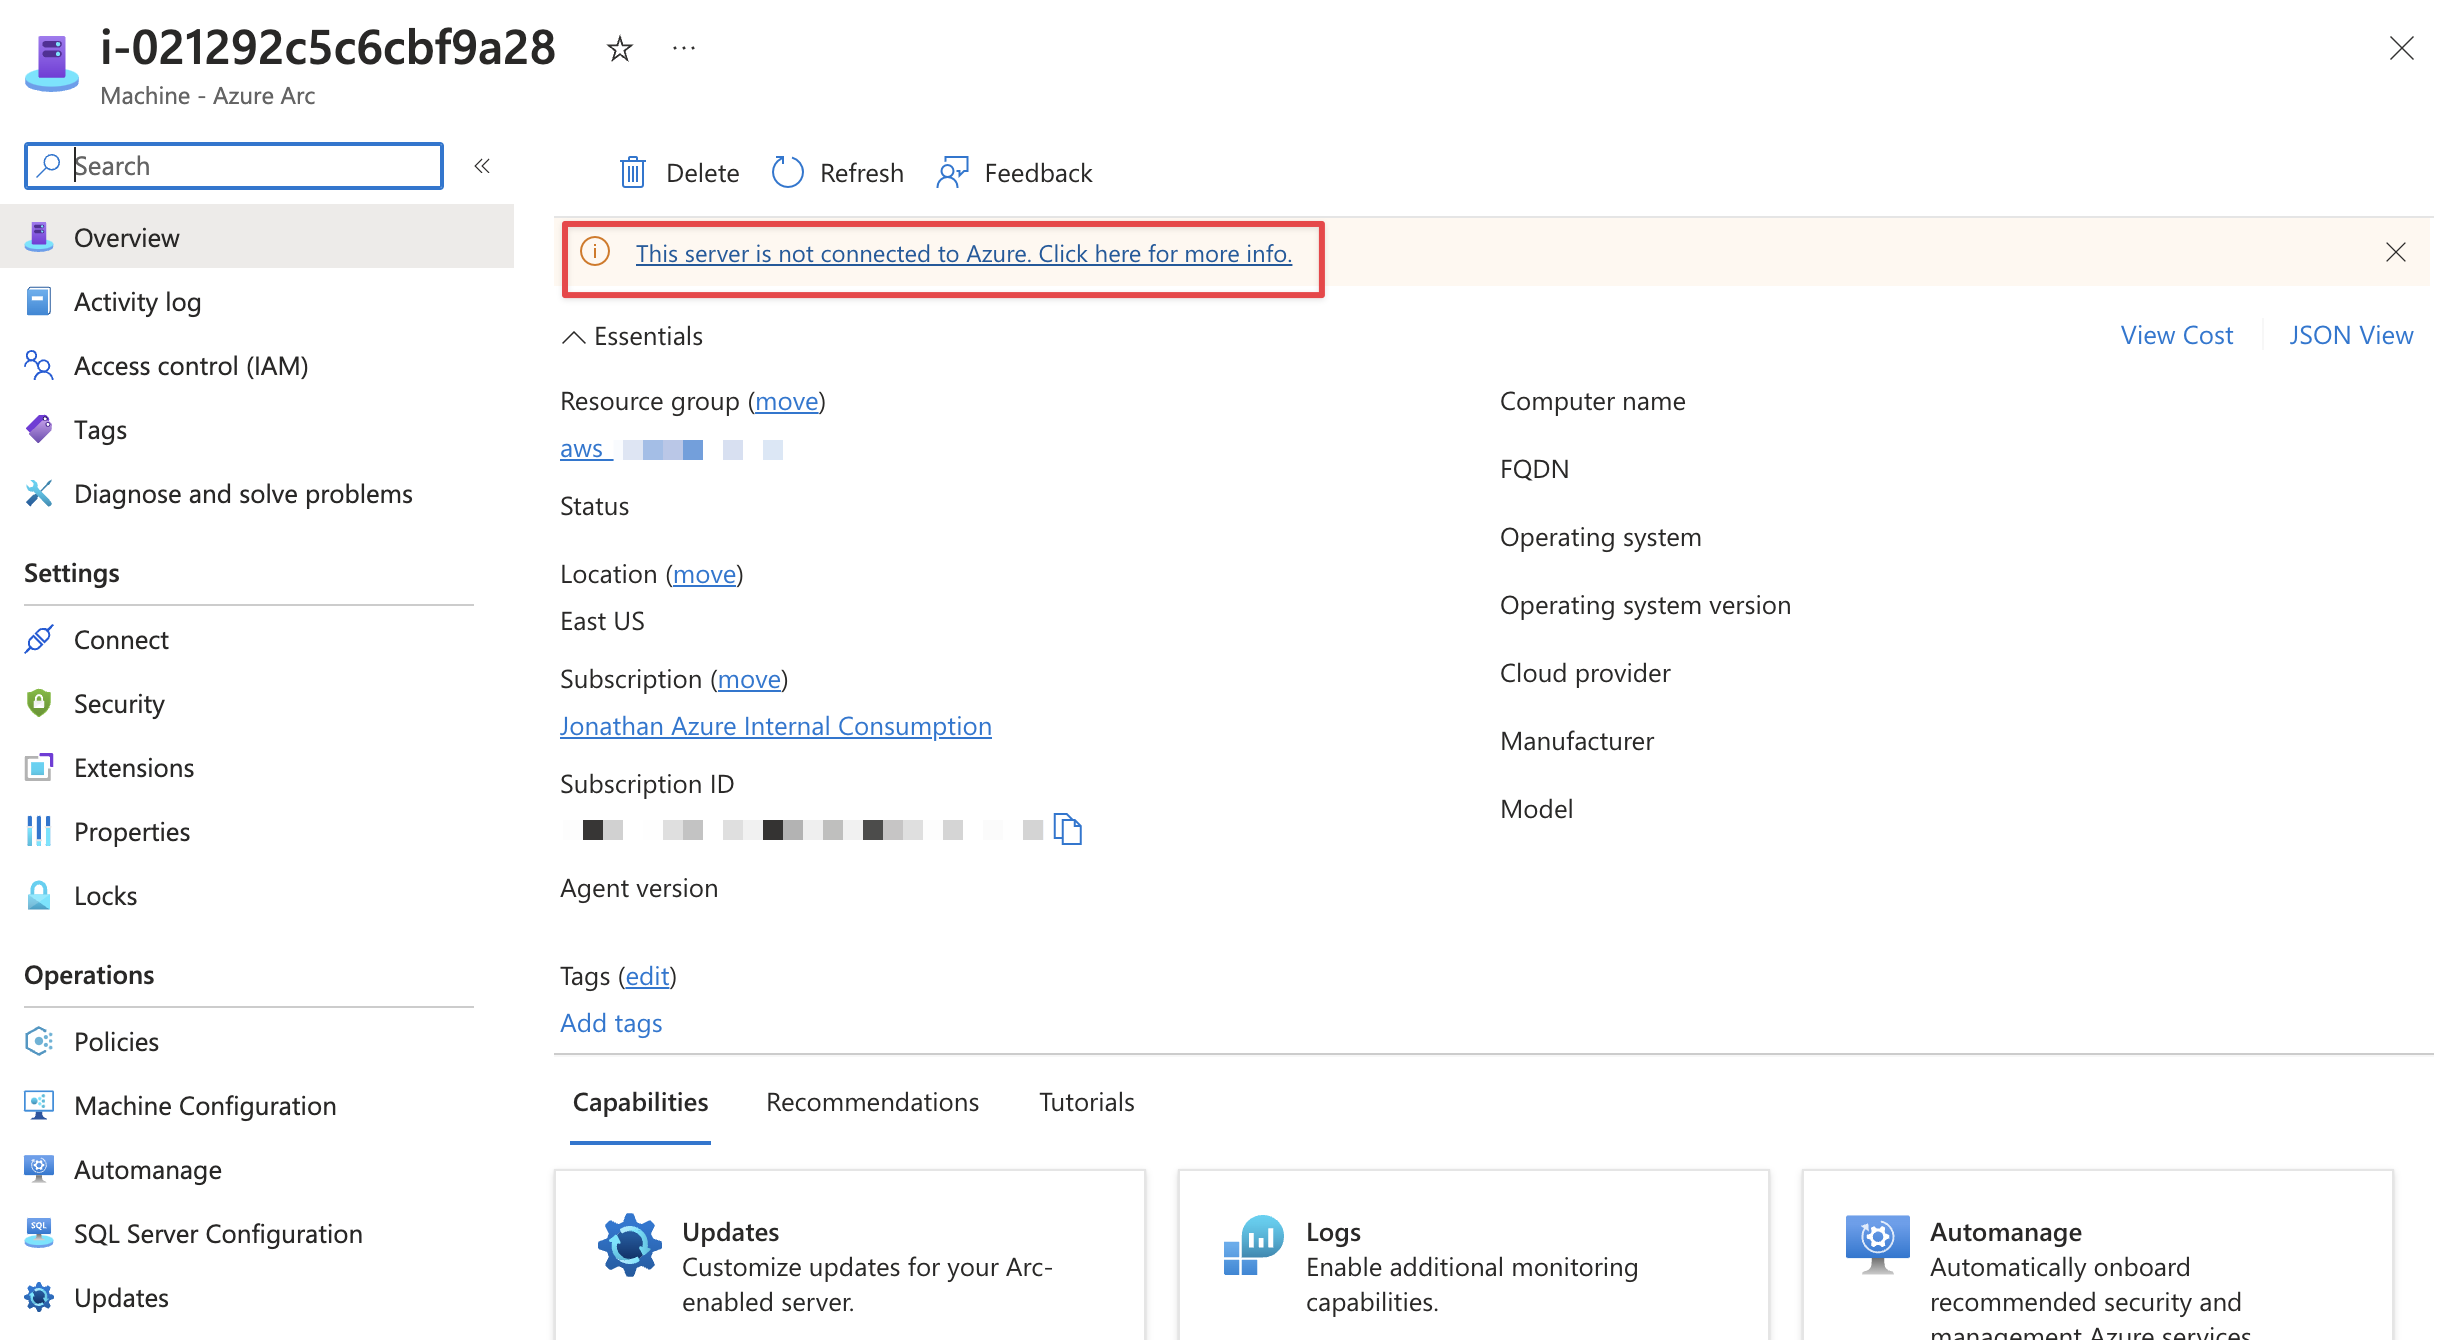 i-021292c5c6cbf9a28
Machine - Azure Arc
Search
Delete
Refresh
Feedback
Overview
Activity log
Access control (IAM)
Tags
Diagnose and solve problems
Settings
Connect
Security
Extensions
Properties
Locks
Operations
Policies
Machine Configuration
Automanage
SQL Server Configuration
Updates
This server is not connected to Azure. Click here for more info.
Essentials
View Cost
JSON View
Resource group (move)
aws_
Status
Location (move)
East US
Subscription (move)
Jonathan Azure Internal Consumption
Subscription ID
Agent version
Computer name
FQDN
Operating system
Operating system version
Cloud provider
Manufacturer
Model
Tags (edit)
Add tags
Capabilities
Recommendations
Tutorials
Updates
Customize updates for your Arc-
enabled server.
Logs
Enable additional monitoring
capabilities.
Automanage
Automatically onboard
recommended security and
management Azure services